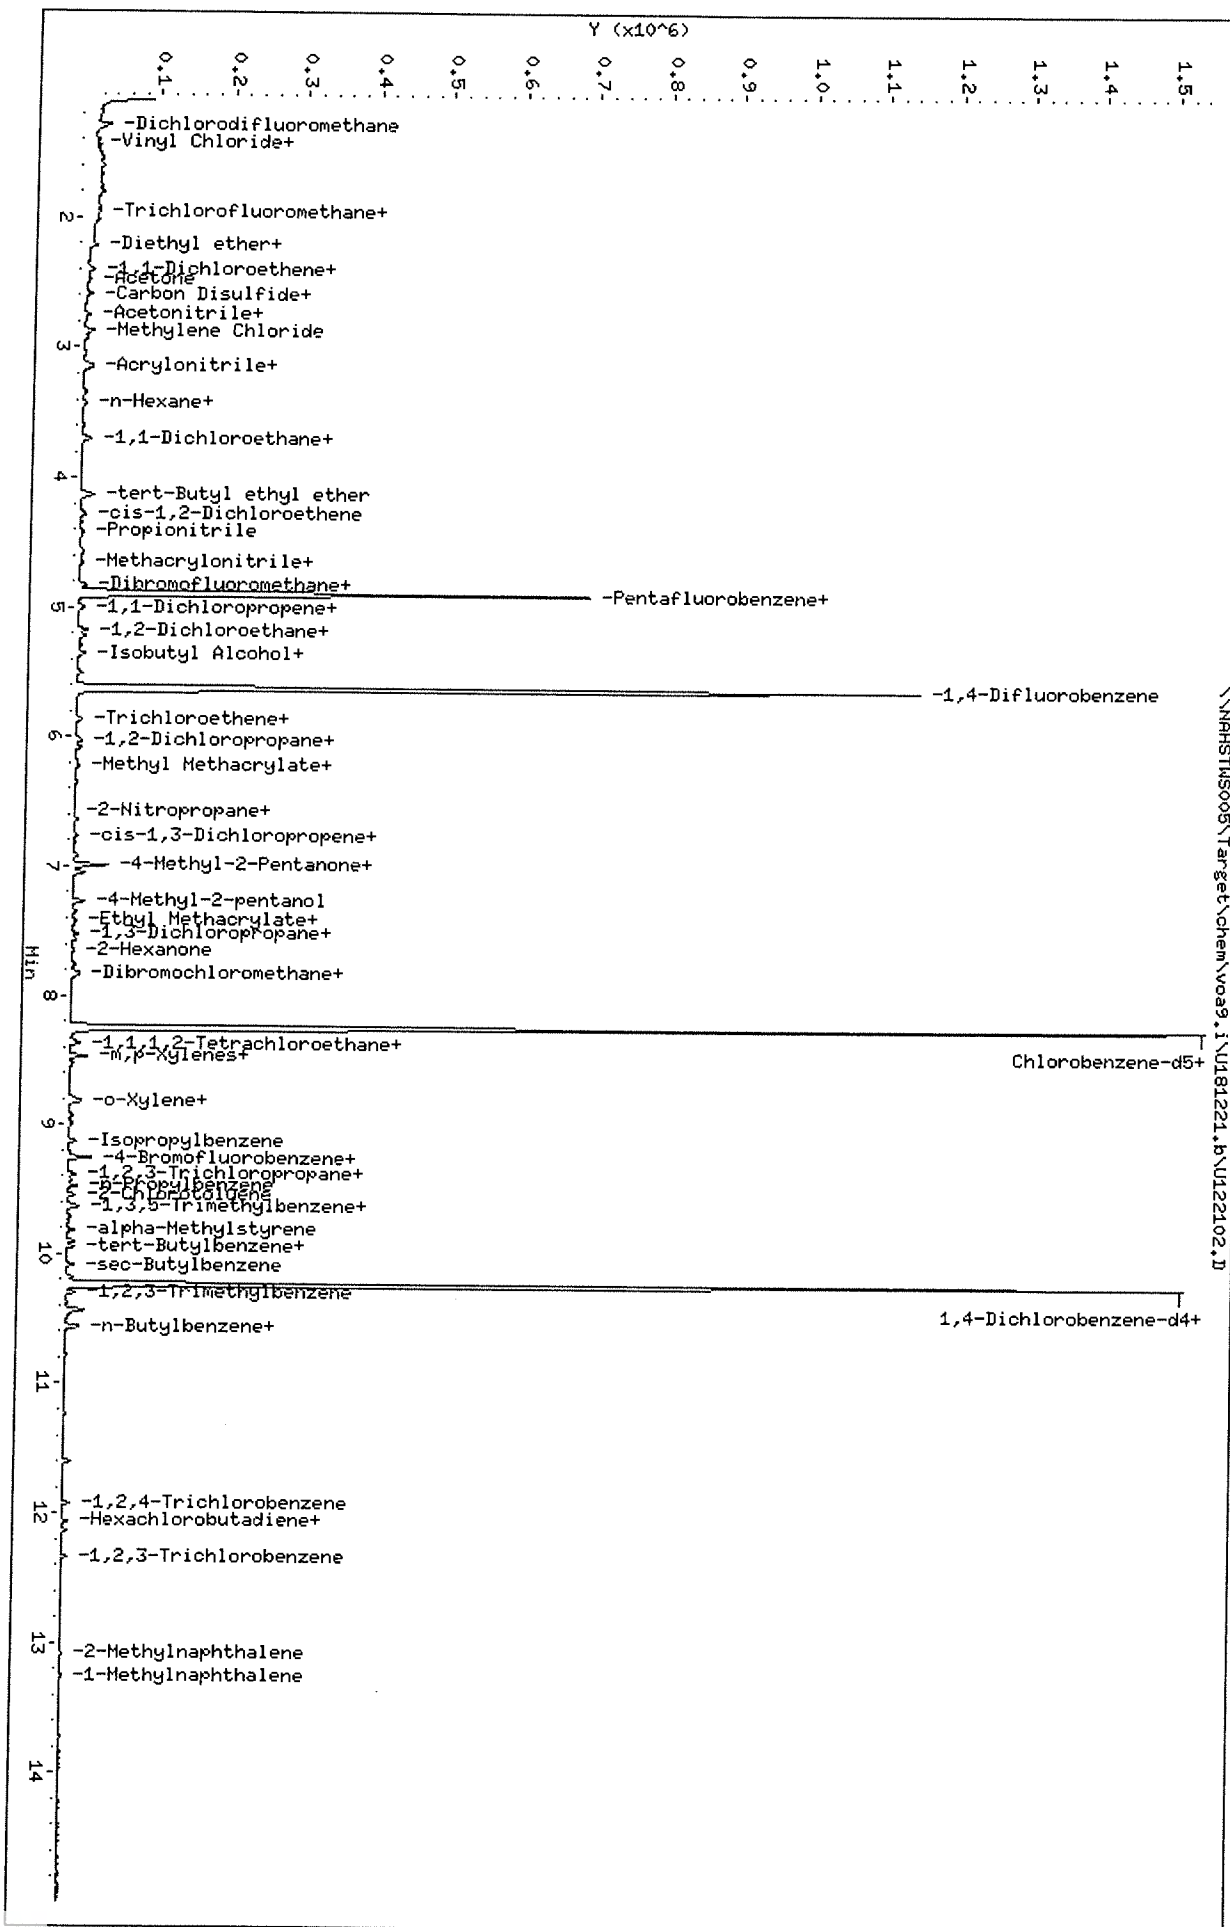 Y (x10^6)
0.1
0.2
0.3
0.4
0.5
0.6
0.7
0.8
0.9
1.0
1.1
1.2
1.3
1.4
1.5
-Dichlorodifluoromethane
-Vinyl Chloride+
2
-Trichlorofluoromethane+
-Diethyl ether+
-1,1-Dichloroethene+
-Acetone
-Carbon Disulfide+
-Acetonitrile+
-Methylene Chloride
3
-Acrylonitrile+
-n-Hexane+
-1,1-Dichloroethane+
4
-tert-Butyl ethyl ether
-cis-1,2-Dichloroethene
-Propionitrile
-Methacrylonitrile+
-Dibromofluoromethane+
-Pentafluorobenzene+
5
-1,1-Dichloropropene+
-1,2-Dichloroethane+
-Isobutyl Alcohol+
-1,4-Difluorobenzene
-Trichloroethene+
6
-1,2-Dichloropropane+
-Methyl Methacrylate+
-2-Nitropropane+
-cis-1,3-Dichloropropene+
7
-4-Methyl-2-Pentanone+
-4-Methyl-2-pentanol
-Ethyl Methacrylate+
-1,3-Dichloropropane+
-2-Hexanone
-Dibromochloromethane+
Min
8
-1,1,1,2-Tetrachloroethane+
-m,p-Xylenes+
Chlorobenzene-d5+
-o-Xylene+
9
-Isopropylbenzene
-4-Bromofluorobenzene+
-1,2,3-Trichloropropane+
-n-Propylbenzene
-2-Chlorotoluene
-1,3,5-Trimethylbenzene+
-alpha-Methylstyrene
-tert-Butylbenzene+
10
-sec-Butylbenzene
-1,2,3-Trimethylbenzene
1,4-Dichlorobenzene-d4+
-n-Butylbenzene+
11
-1,2,4-Trichlorobenzene
12
-Hexachlorobutadiene+
-1,2,3-Trichlorobenzene
13
-2-Methylnaphthalene
-1-Methylnaphthalene
14
\\NAHSTWS005\Target\chem\voa9.i\U181221.b\U122102.D